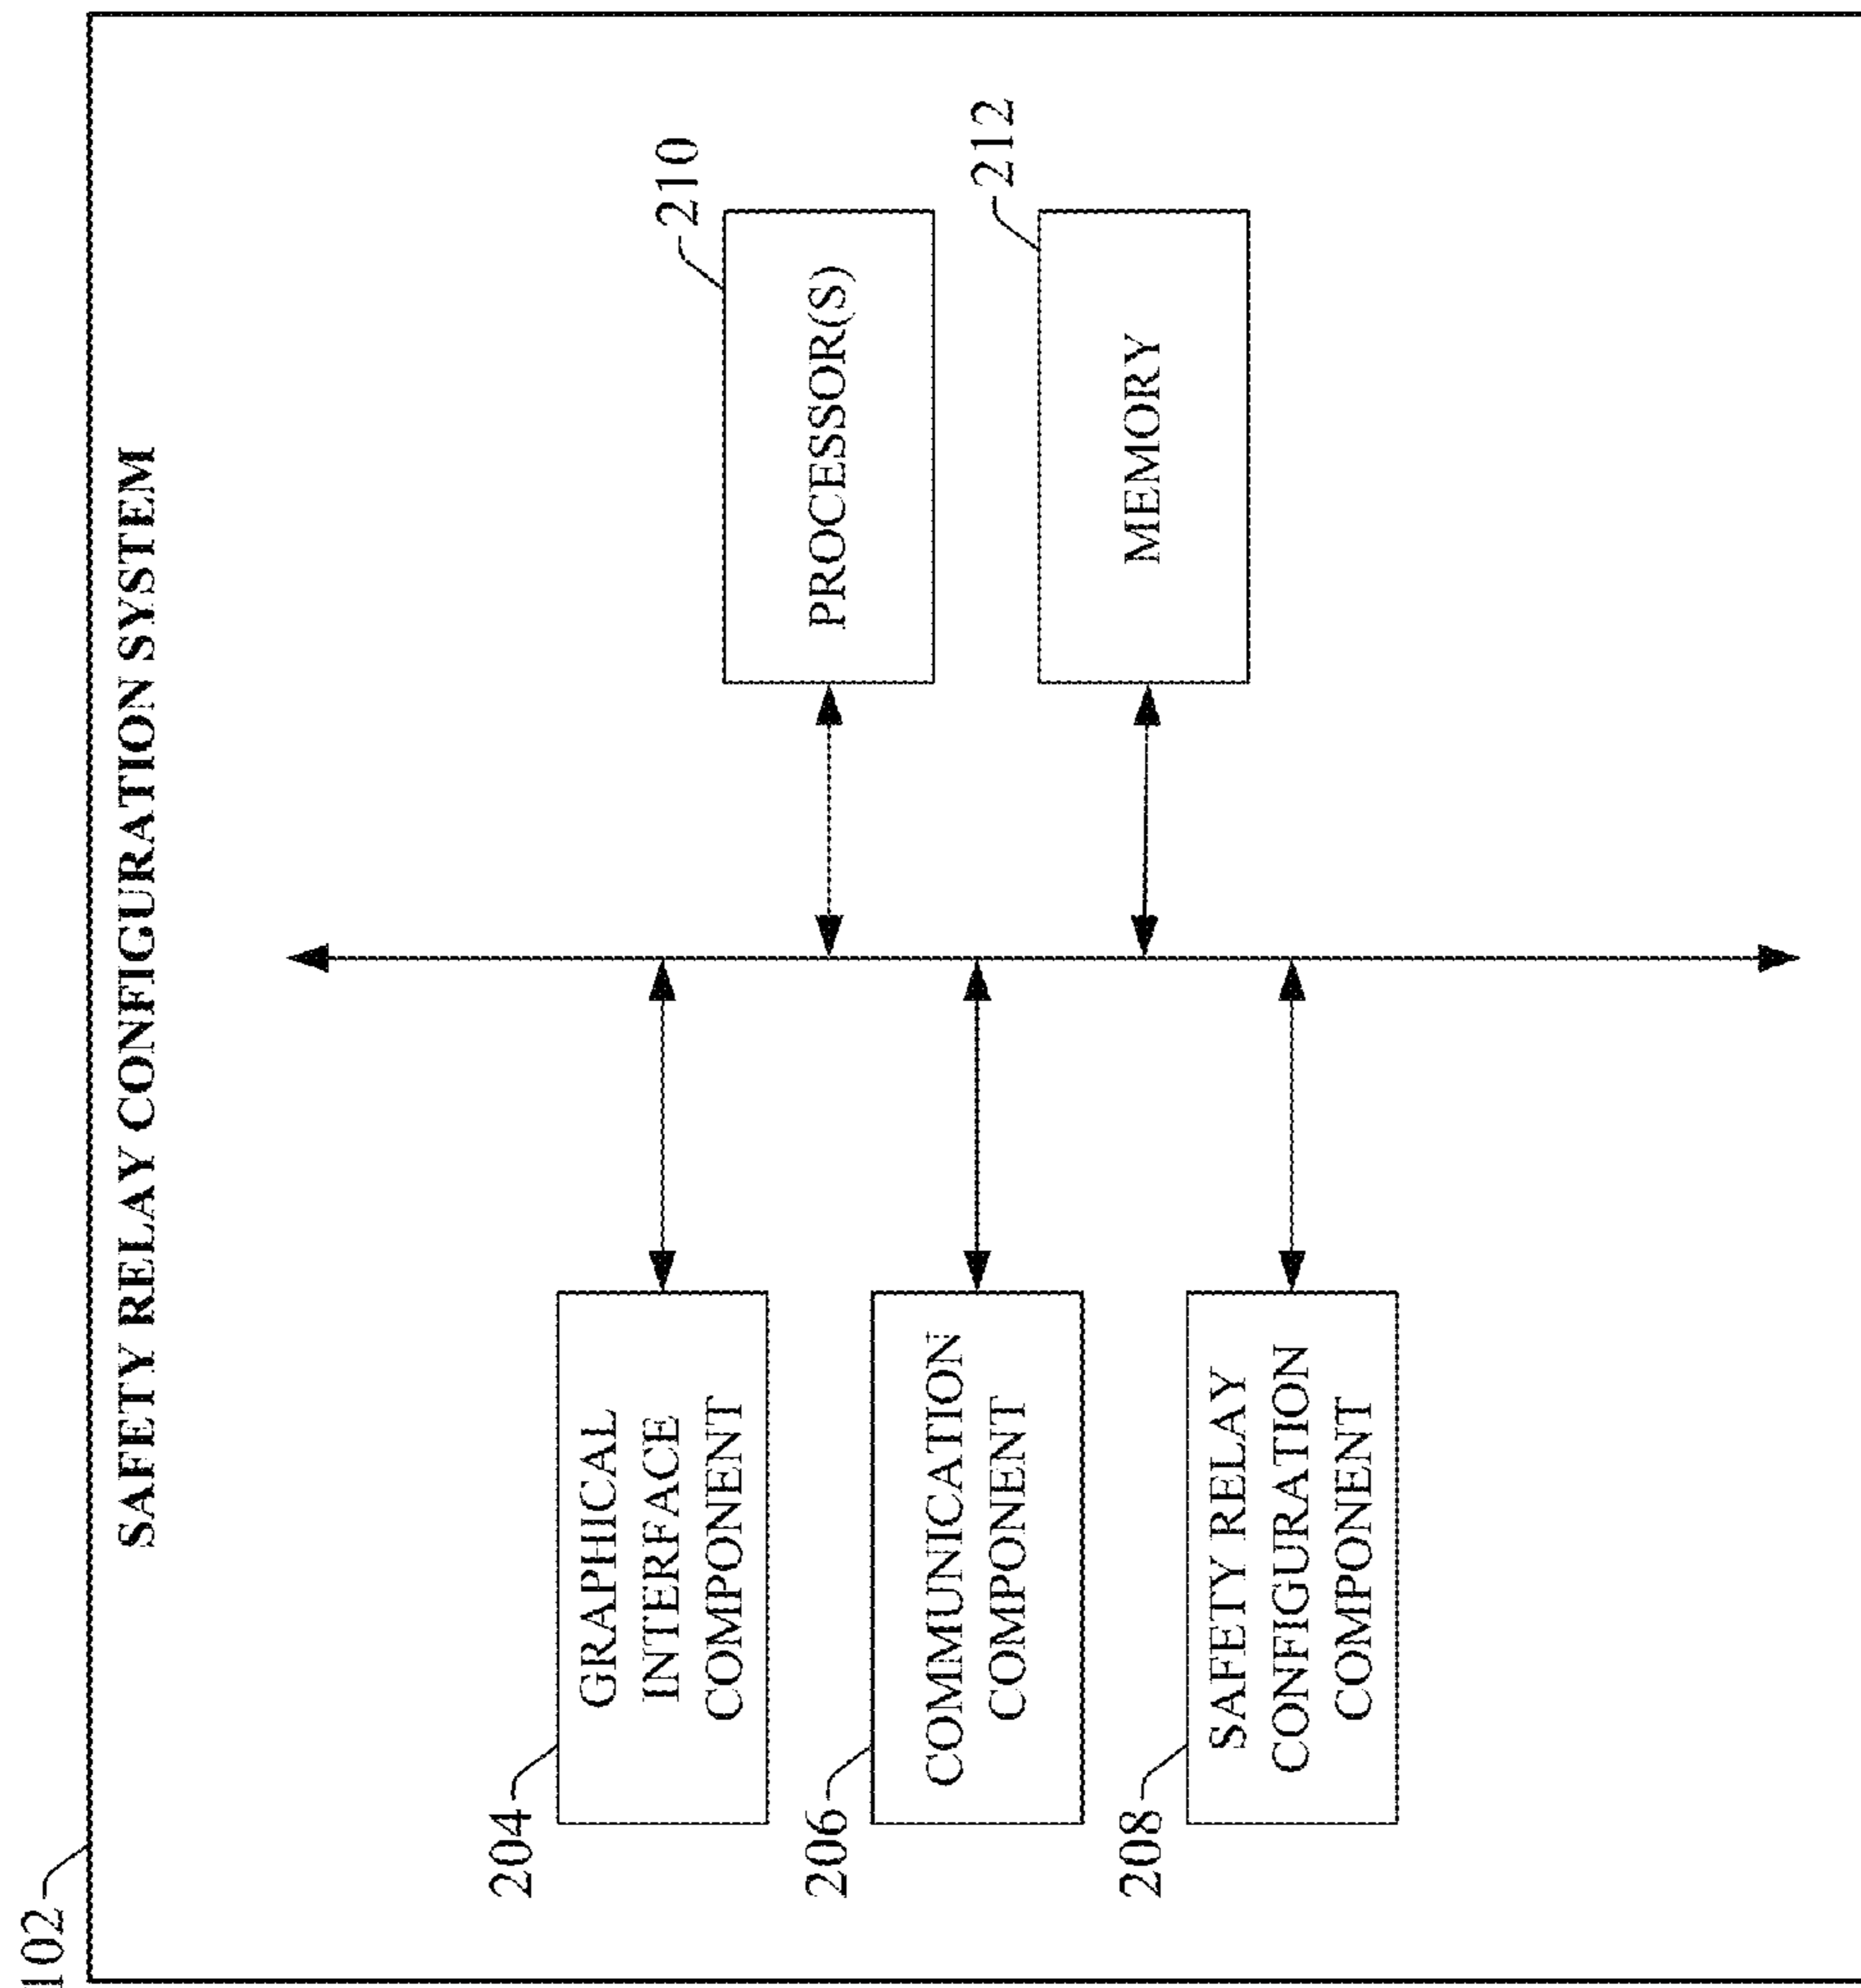 102
SAFETY RELAY CONFIGURATION SYSTEM
204
GRAPHICAL
INTERFACE
COMPONENT
206
COMMUNICATION
COMPONENT
208
SAFETY RELAY
CONFIGURATION
COMPONENT
210
PROCESSOR(S)
212
MEMORY